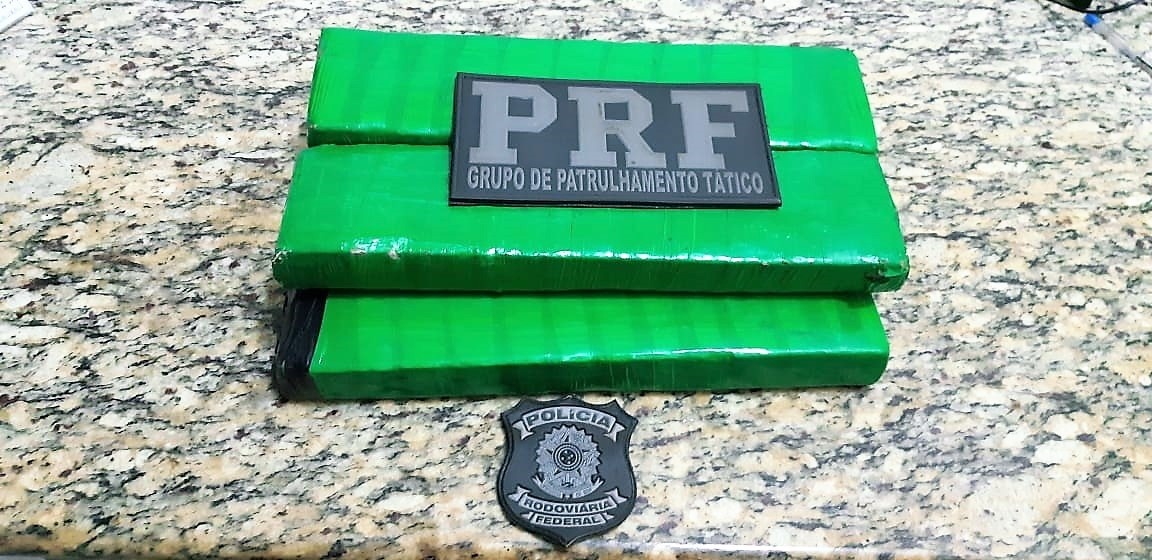 PRF
GRUPO DE PATRULHAMENTO TÁTICO
POLÍCIA
RODOVIÁRIA
FEDERAL